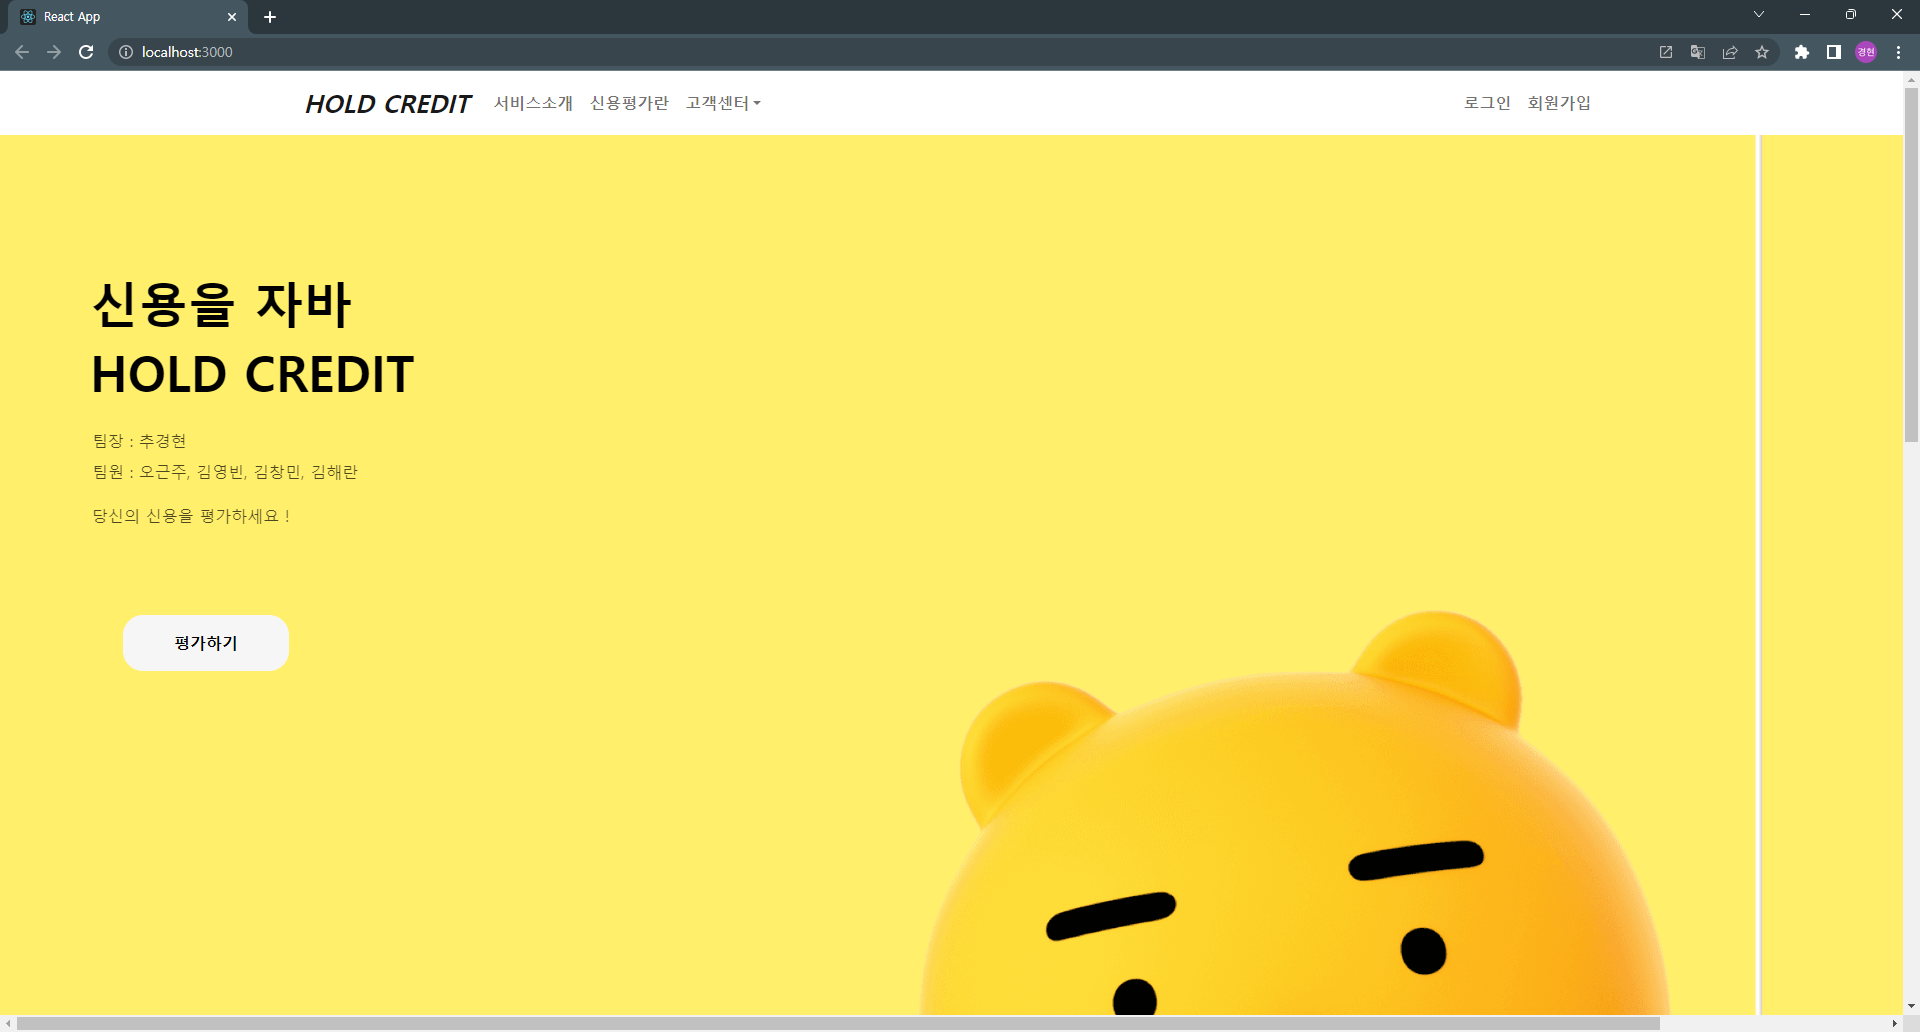 React App
localhost:3000
경현
HOLD CREDIT 서비스소개 신용평가란 고객센터 로그인 회원가입
신용을 자바
HOLD CREDIT
팀장 : 추경현
팀원 : 오근주, 김영빈, 김창민, 김해란
당신의 신용을 평가하세요 !
평가하기